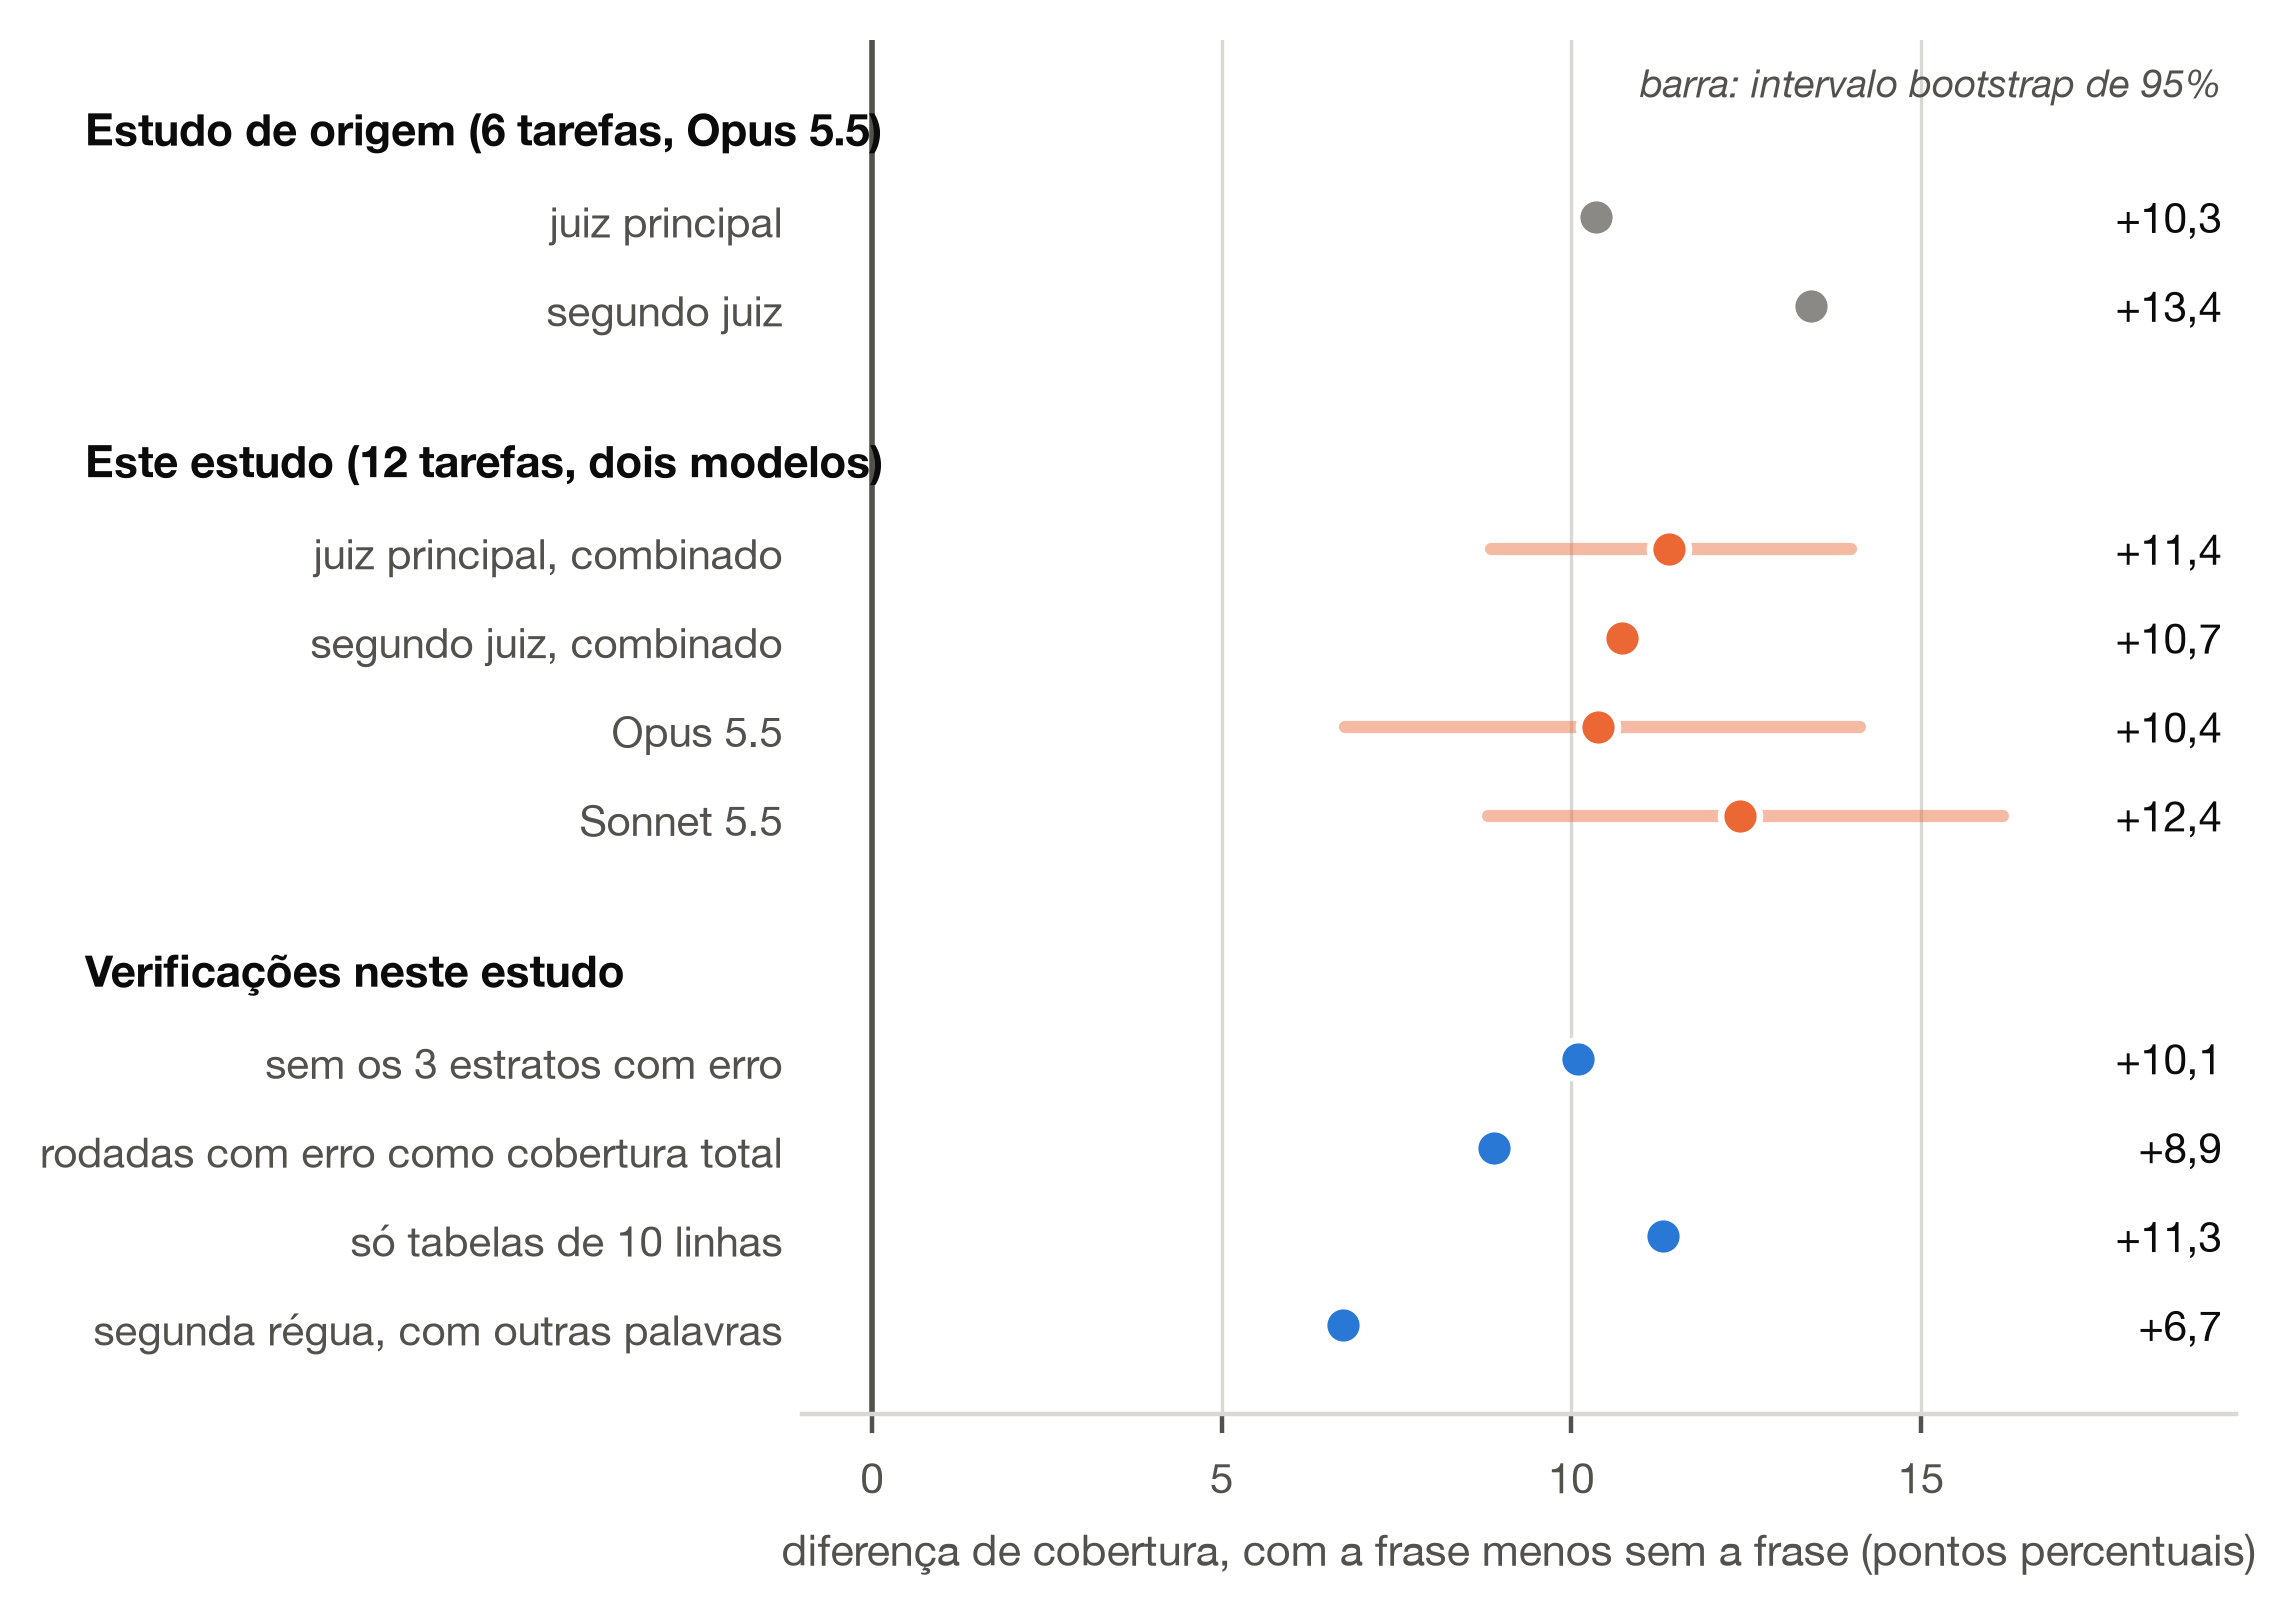 barra: intervalo bootstrap de 95%
Estudo de origem (6 tarefas, Opus 5.5)
juiz principal +10,3
segundo juiz +13,4
Este estudo (12 tarefas, dois modelos)
juiz principal, combinado +11,4
segundo juiz, combinado +10,7
Opus 5.5 +10,4
Sonnet 5.5 +12,4
Verificações neste estudo
sem os 3 estratos com erro +10,1
rodadas com erro como cobertura total +8,9
só tabelas de 10 linhas +11,3
segunda régua, com outras palavras +6,7
0 5 10 15
diferença de cobertura, com a frase menos sem a frase (pontos percentuais)